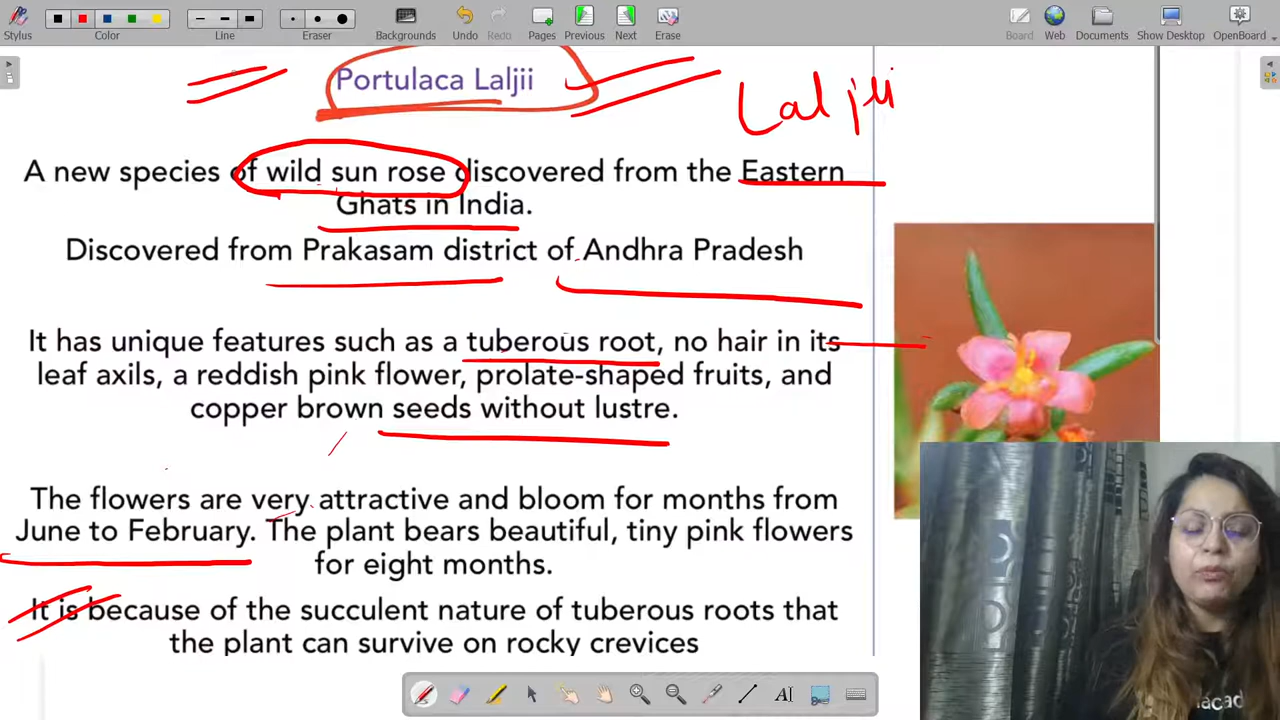 Stylus
Color
Line
Eraser
Backgrounds
Undo
Redo
Pages
Previous
Next
Erase
Board
Web
Documents
Show Desktop
OpenBoard
Portulaca Laljii
Laljii
A new species of wild sun rose discovered from the Eastern
Ghats in India.
Discovered from Prakasam district of Andhra Pradesh
It has unique features such as a tuberous root, no hair in its
leaf axils, a reddish pink flower, prolate-shaped fruits, and
copper brown seeds without lustre.
The flowers are very attractive and bloom for months from
June to February. The plant bears beautiful, tiny pink flowers
for eight months.
It is because of the succulent nature of tuberous roots that
the plant can survive on rocky crevices